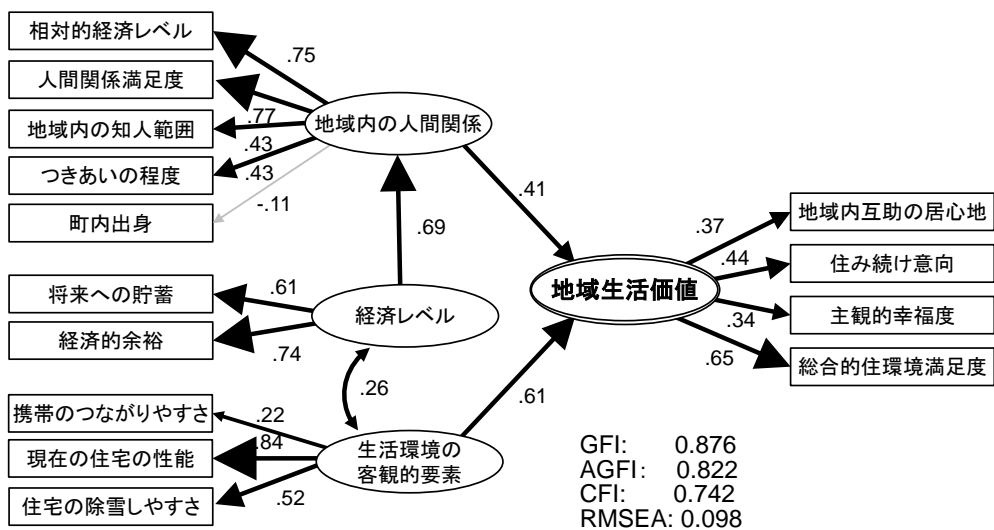 相対的経済レベル
人間関係満足度
地域内の知人範囲
つきあいの程度
町内出身
.75
.77
.43
.43
-.11
地域内の人間関係
.41
.69
将来への貯蓄
経済的余裕
.61
.74
経済レベル
.26
携帯のつながりやすさ
現在の住宅の性能
住宅の除雪しやすさ
.22
.84
.52
生活環境の
客観的要素
.61
地域生活価値
.37
.44
.34
.65
地域内互助の居心地
住み続け意向
主観的幸福度
総合的住環境満足度
GFI: 0.876
AGFI: 0.822
CFI: 0.742
RMSEA: 0.098